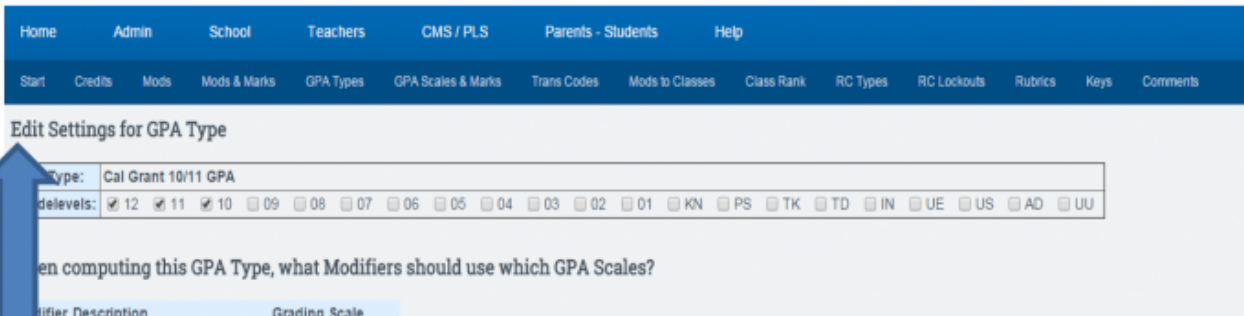 Home Admin School Teachers CMS / PLS Parents - Students Help
Start Credits Mods Mods & Marks GPA Types GPA Scales & Marks Trans Codes Mods to Classes Class Rank RC Types RC Lockouts Rubrics Keys Comments
Edit Settings for GPA Type
Type: Cal Grant 10/11 GPA
delevels: 12 11 10 09 08 07 06 05 04 03 02 01 KN PS TK TD IN UE US AD UU
en computing this GPA Type, what Modifiers should use which GPA Scales?
difier Description Grading Scale